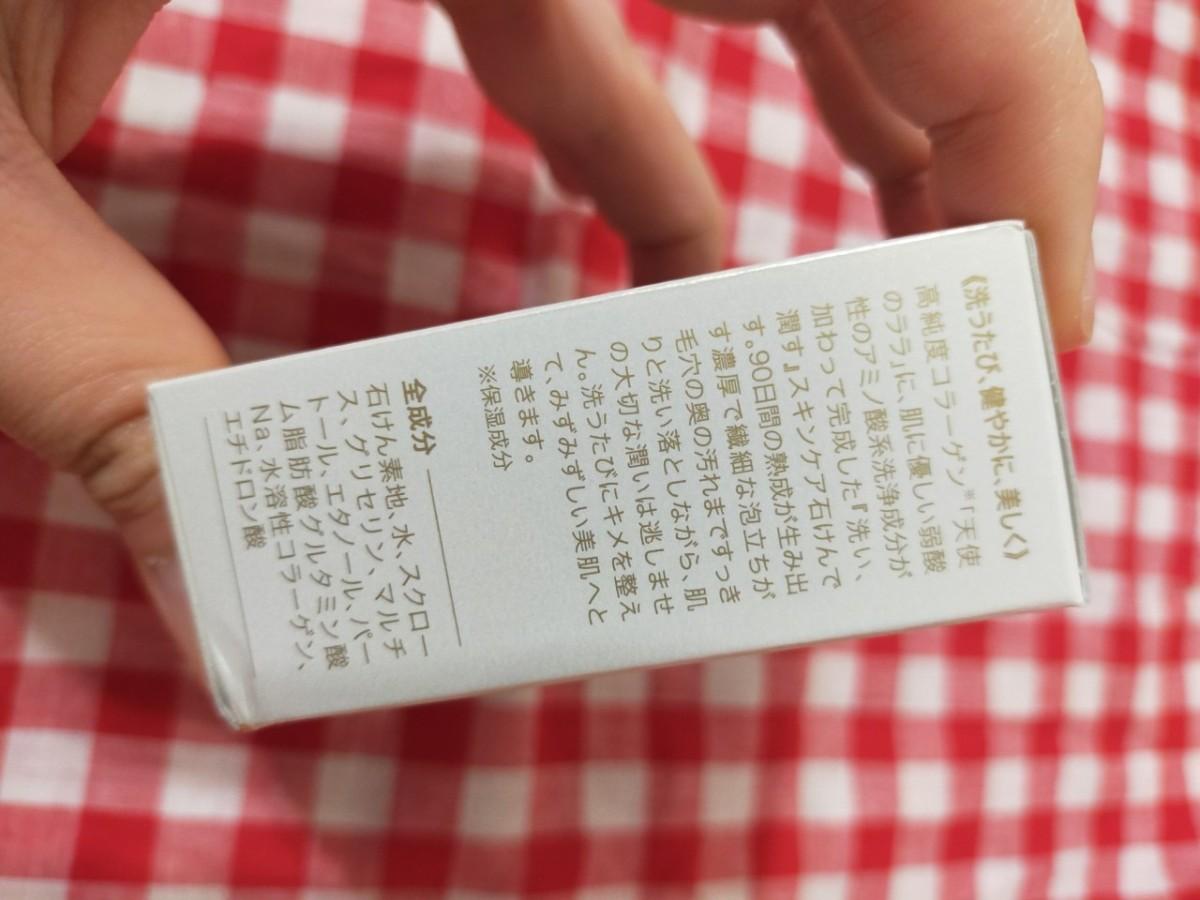 《洗うたび、健やかに、美しく》
高純度コラーゲン※「天使
のララ」に、肌に優しい弱酸
性のアミノ酸系洗浄成分が
加わって完成した『洗い、
潤す』スキンケア石けんで
す。90日間の熟成が生み出
す濃厚で繊細な泡立ちが
毛穴の奥の汚れまですっき
りと洗い落としながら、肌
の大切な潤いは逃しませ
ん。洗うたびにキメを整え
て、みずみずしい美肌へと
導きます。
※保湿成分
全成分
石けん素地、水、スクロー
ス、グリセリン、マルチ
トール、エタノール、パー
ム脂肪酸グルタミン酸
Na、水溶性コラーゲン、
エチドロン酸